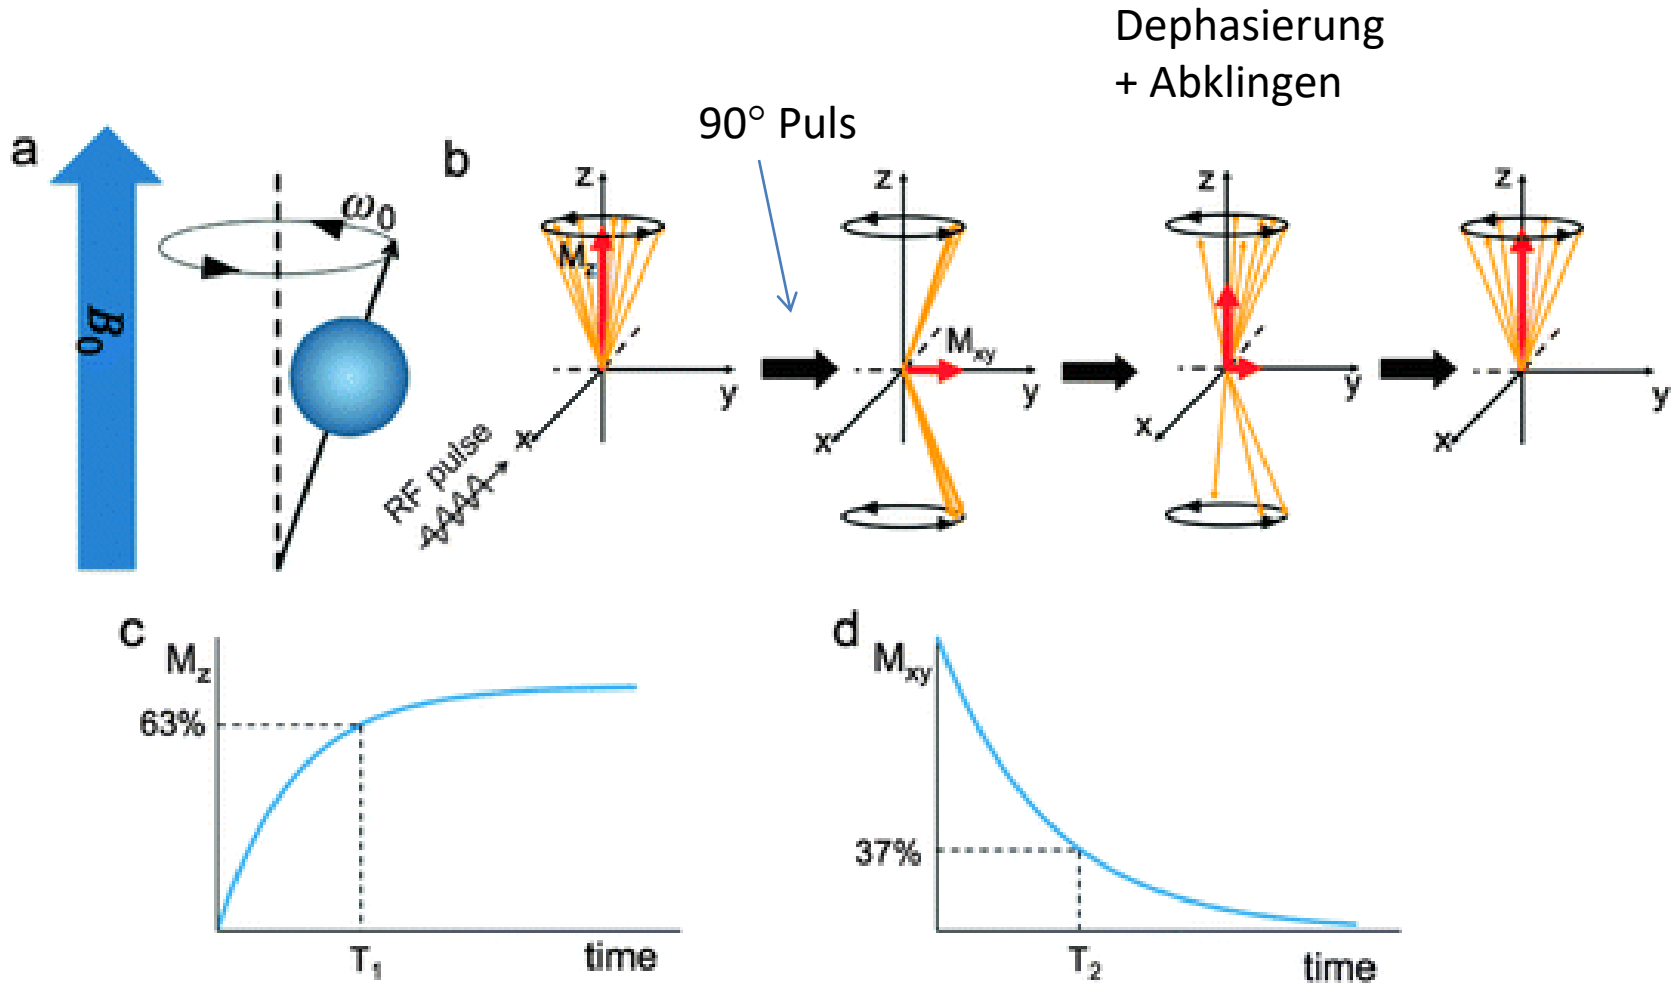 Dephasierung
+ Abklingen
90° Puls
a
B0
ω0
b
z
Mz
y
x
RF pulse
z
Mxy
y
x
z
y
x
z
y
x
c
Mz
63%
T1
time
d
Mxy
37%
T2
time